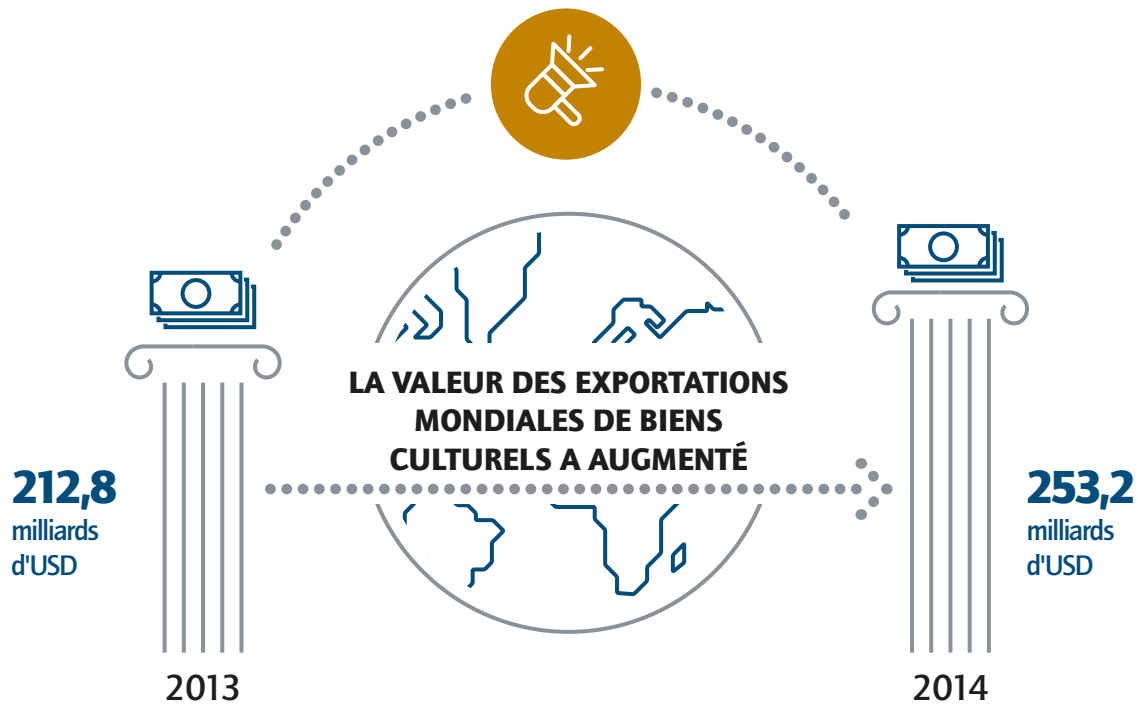 LA VALEUR DES EXPORTATIONS
MONDIALES DE BIENS
CULTURELS A AUGMENTÉ
212,8
milliards
d'USD
2013
253,2
milliards
d'USD
2014